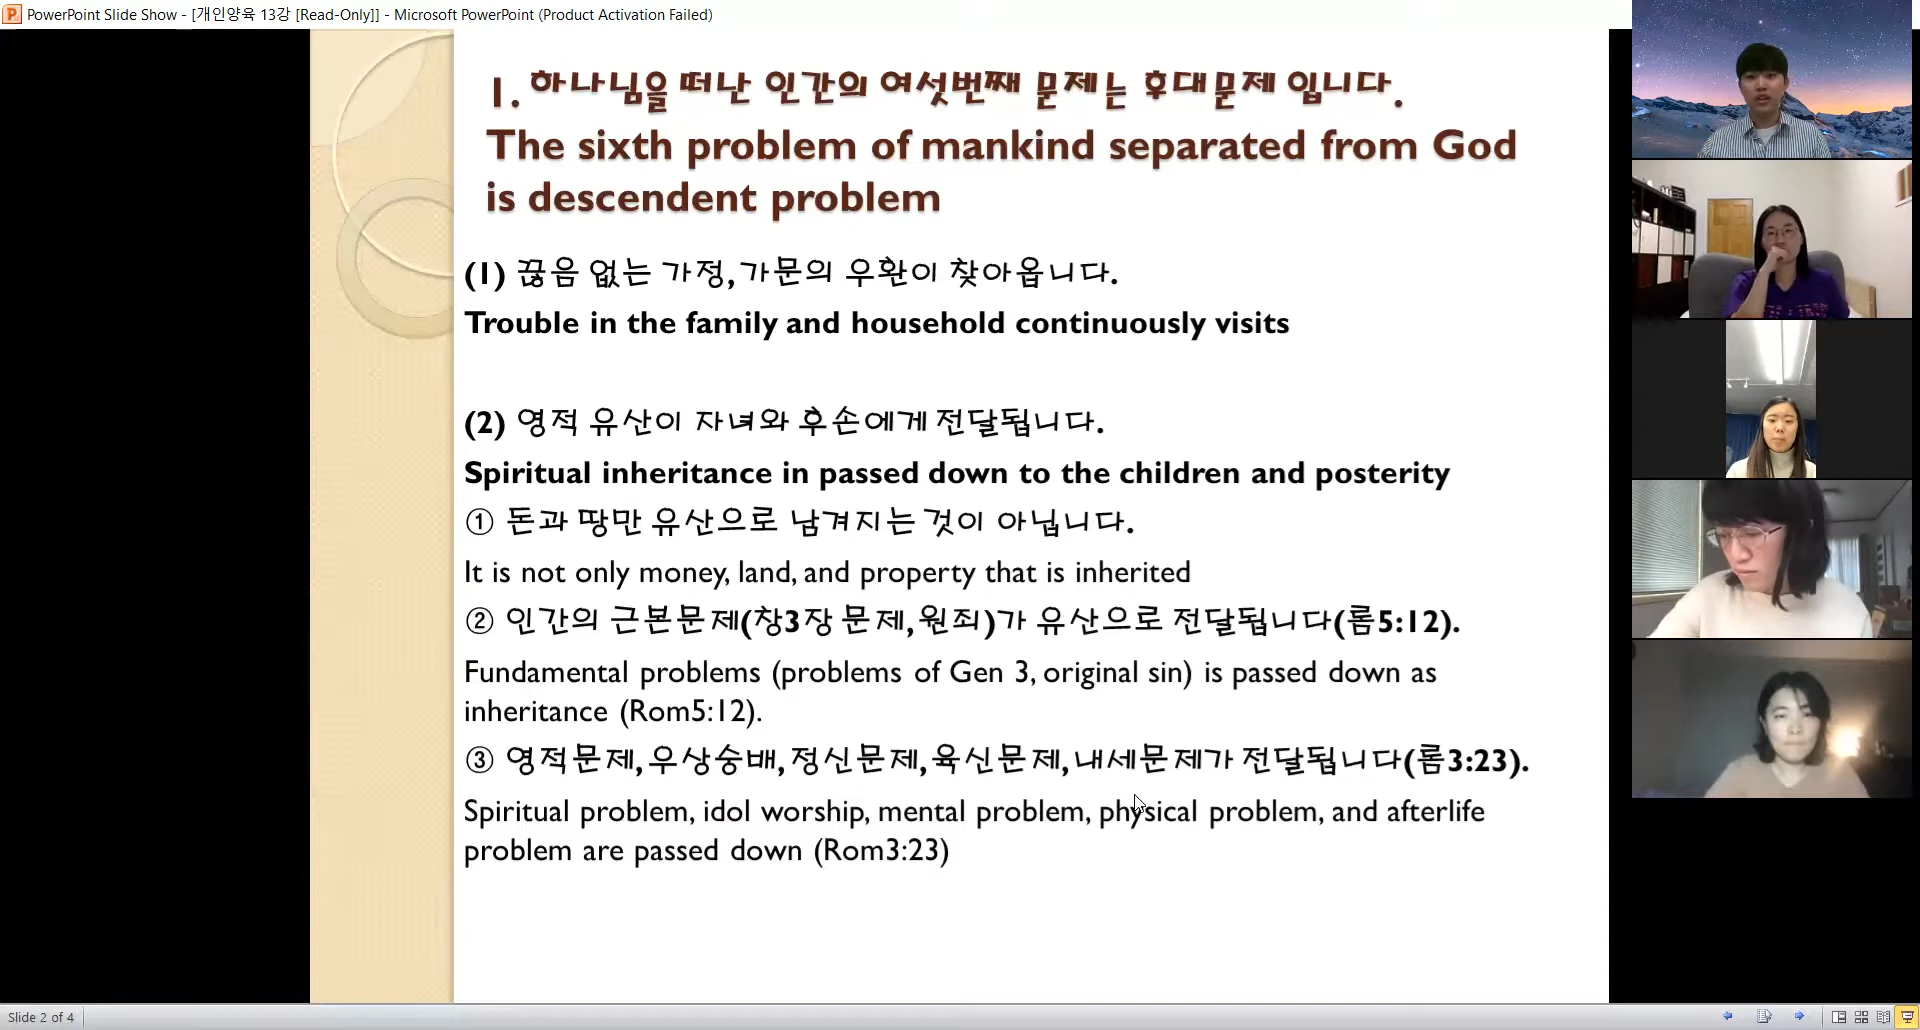 PowerPoint Slide Show - [개인양육 13강 [Read-Only]] - Microsoft PowerPoint (Product Activation Failed)
1. 하나님을 떠난 인간의 여섯번째 문제는 후대문제 입니다.
The sixth problem of mankind separated from God
is descendent problem
(1) 끊음 없는 가정,가문의 우환이 찾아옵니다.
Trouble in the family and household continuously visits
(2) 영적 유산이 자녀와 후손에게 전달됩니다.
Spiritual inheritance in passed down to the children and posterity
① 돈과 땅만 유산으로 남겨지는 것이 아닙니다.
It is not only money, land, and property that is inherited
② 인간의 근본문제(창3장 문제,원죄)가 유산으로 전달됩니다(롬5:12).
Fundamental problems (problems of Gen 3, original sin) is passed down as
inheritance (Rom5:12).
③ 영적문제,우상숭배,정신문제,육신문제,내세문제가 전달됩니다(롬3:23).
Spiritual problem, idol worship, mental problem, physical problem, and afterlife
problem are passed down (Rom3:23)
Slide 2 of 4